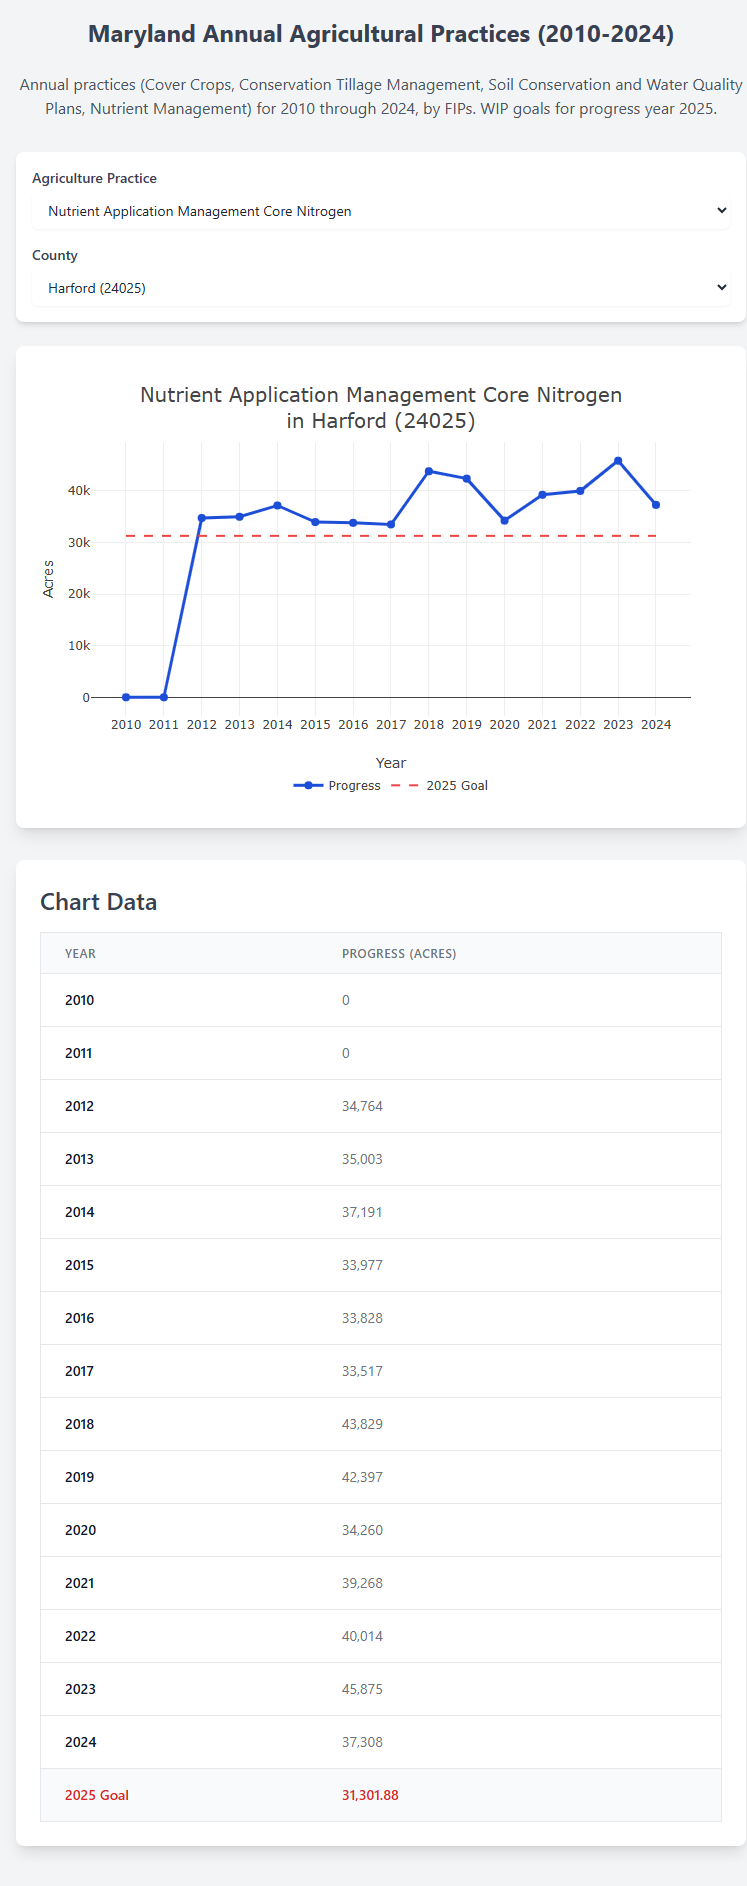 Maryland Annual Agricultural Practices (2010-2024)
Annual practices (Cover Crops, Conservation Tillage Management, Soil Conservation and Water Quality
Plans, Nutrient Management) for 2010 through 2024, by FIPs. WIP goals for progress year 2025.
Agriculture Practice
Nutrient Application Management Core Nitrogen
County
Harford (24025)
Nutrient Application Management Core Nitrogen
in Harford (24025)
40k
30k
20k
10k
0
Acres
2010 2011 2012 2013 2014 2015 2016 2017 2018 2019 2020 2021 2022 2023 2024
Year
Progress 2025 Goal
Chart Data
YEAR PROGRESS (ACRES)
2010 0
2011 0
2012 34,764
2013 35,003
2014 37,191
2015 33,977
2016 33,828
2017 33,517
2018 43,829
2019 42,397
2020 34,260
2021 39,268
2022 40,014
2023 45,875
2024 37,308
2025 Goal 31,301.88